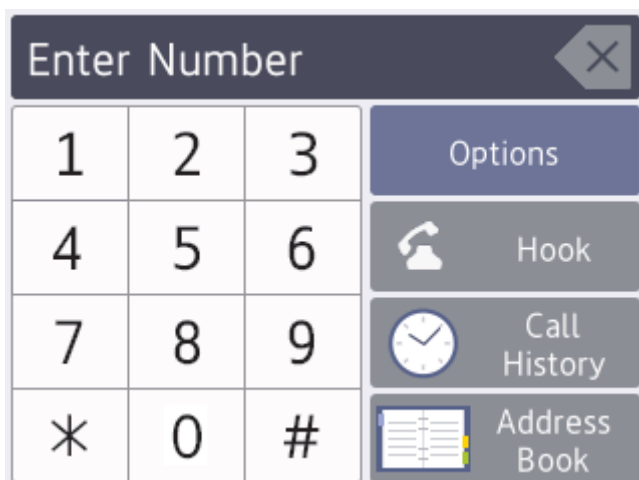 Enter Number
1 2 3
Options
4 5 6
Hook
7 8 9
Call
History
* 0 #
Address
Book